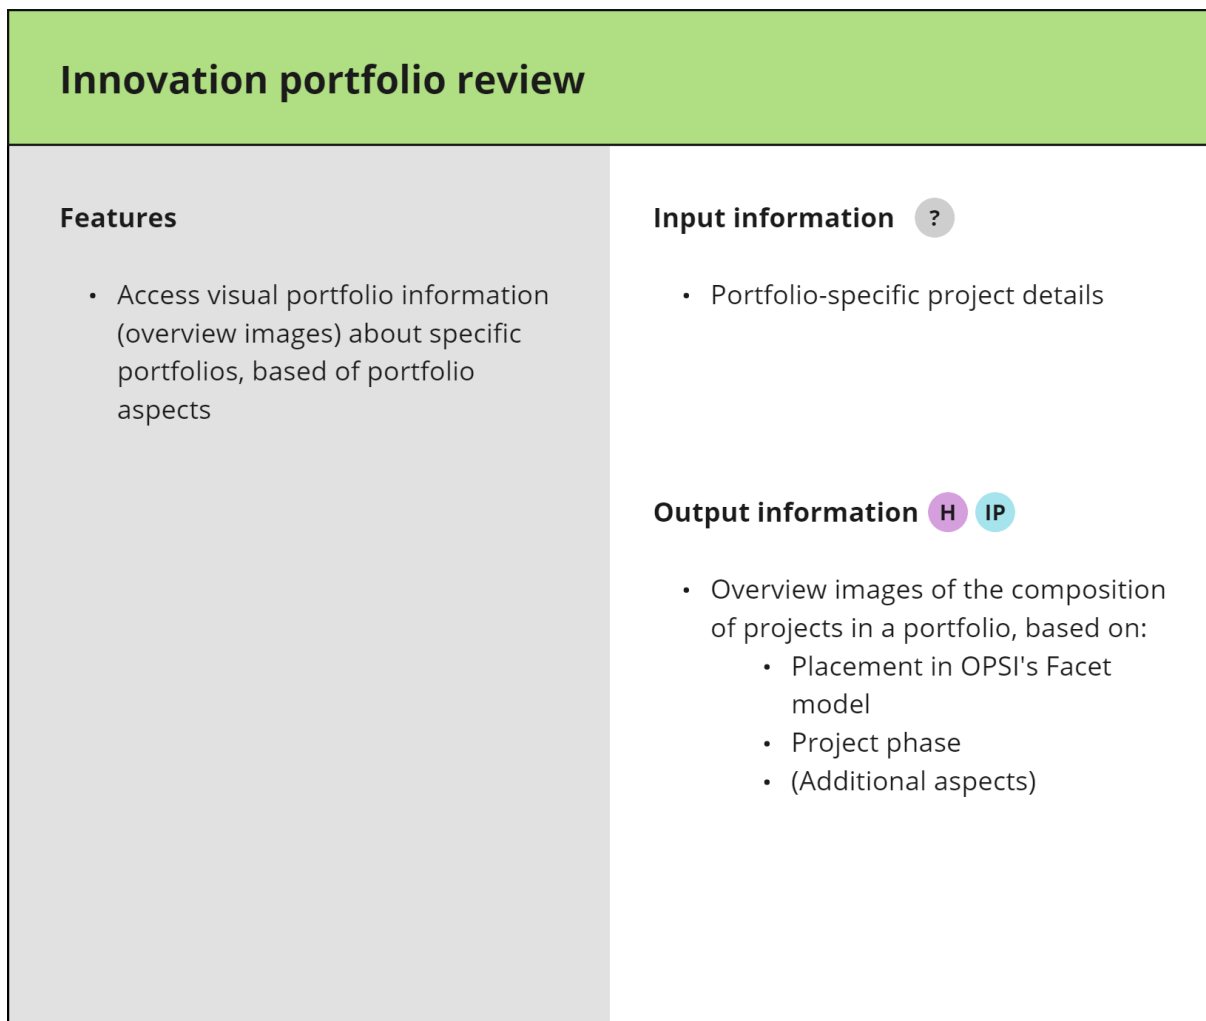 Innovation portfolio review
Features
• Access visual portfolio information
(overview images) about specific
portfolios, based of portfolio
aspects
Input information ?
• Portfolio-specific project details
Output information H IP
• Overview images of the composition
of projects in a portfolio, based on:
• Placement in OPSI's Facet
model
• Project phase
• (Additional aspects)